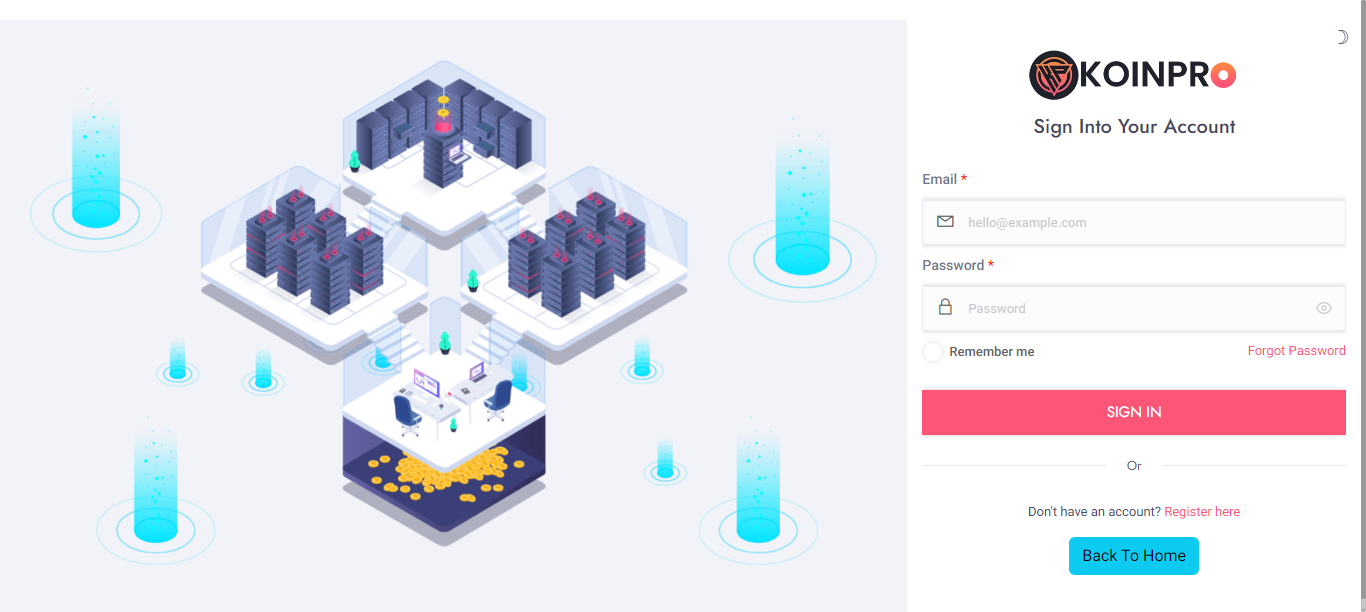 KOINPRO
Sign Into Your Account
Email *
hello@example.com
Password *
Password
Remember me
Forgot Password
SIGN IN
Or
Don't have an account? Register here
Back To Home